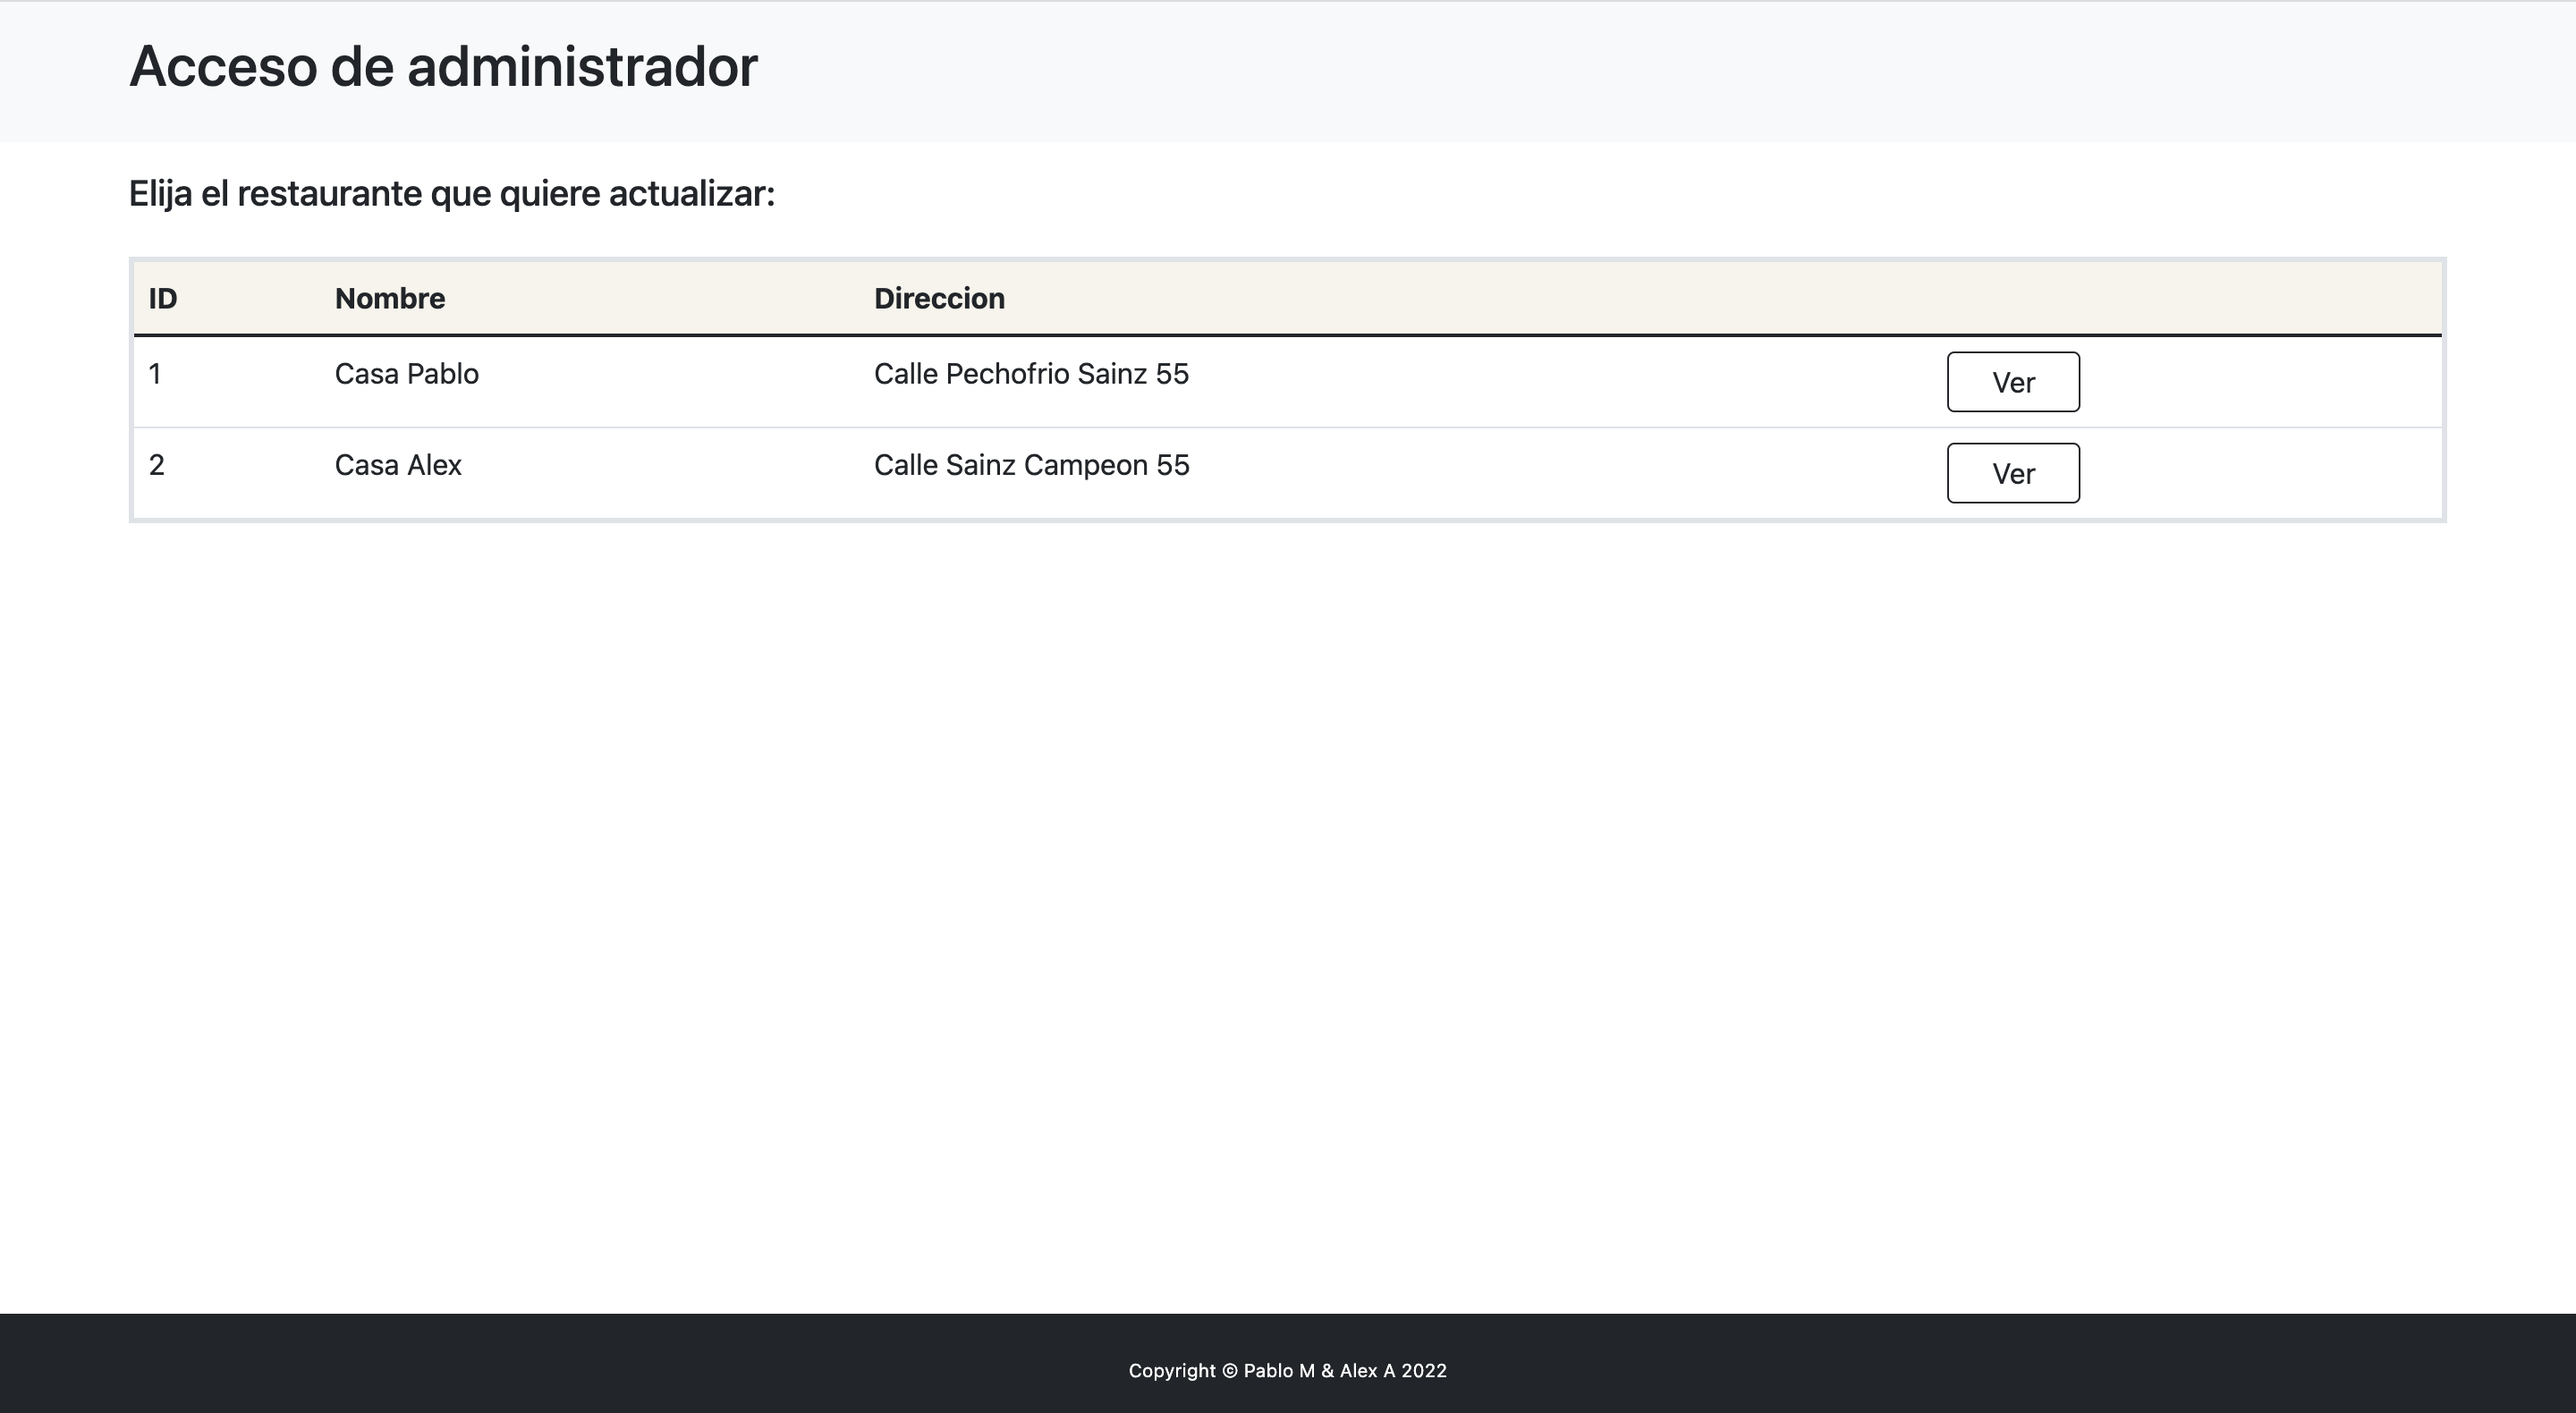 Acceso de administrador
Elija el restaurante que quiere actualizar:
ID Nombre Direccion
1 Casa Pablo Calle Pechofrio Sainz 55 Ver
2 Casa Alex Calle Sainz Campeon 55 Ver
Copyright © Pablo M & Alex A 2022